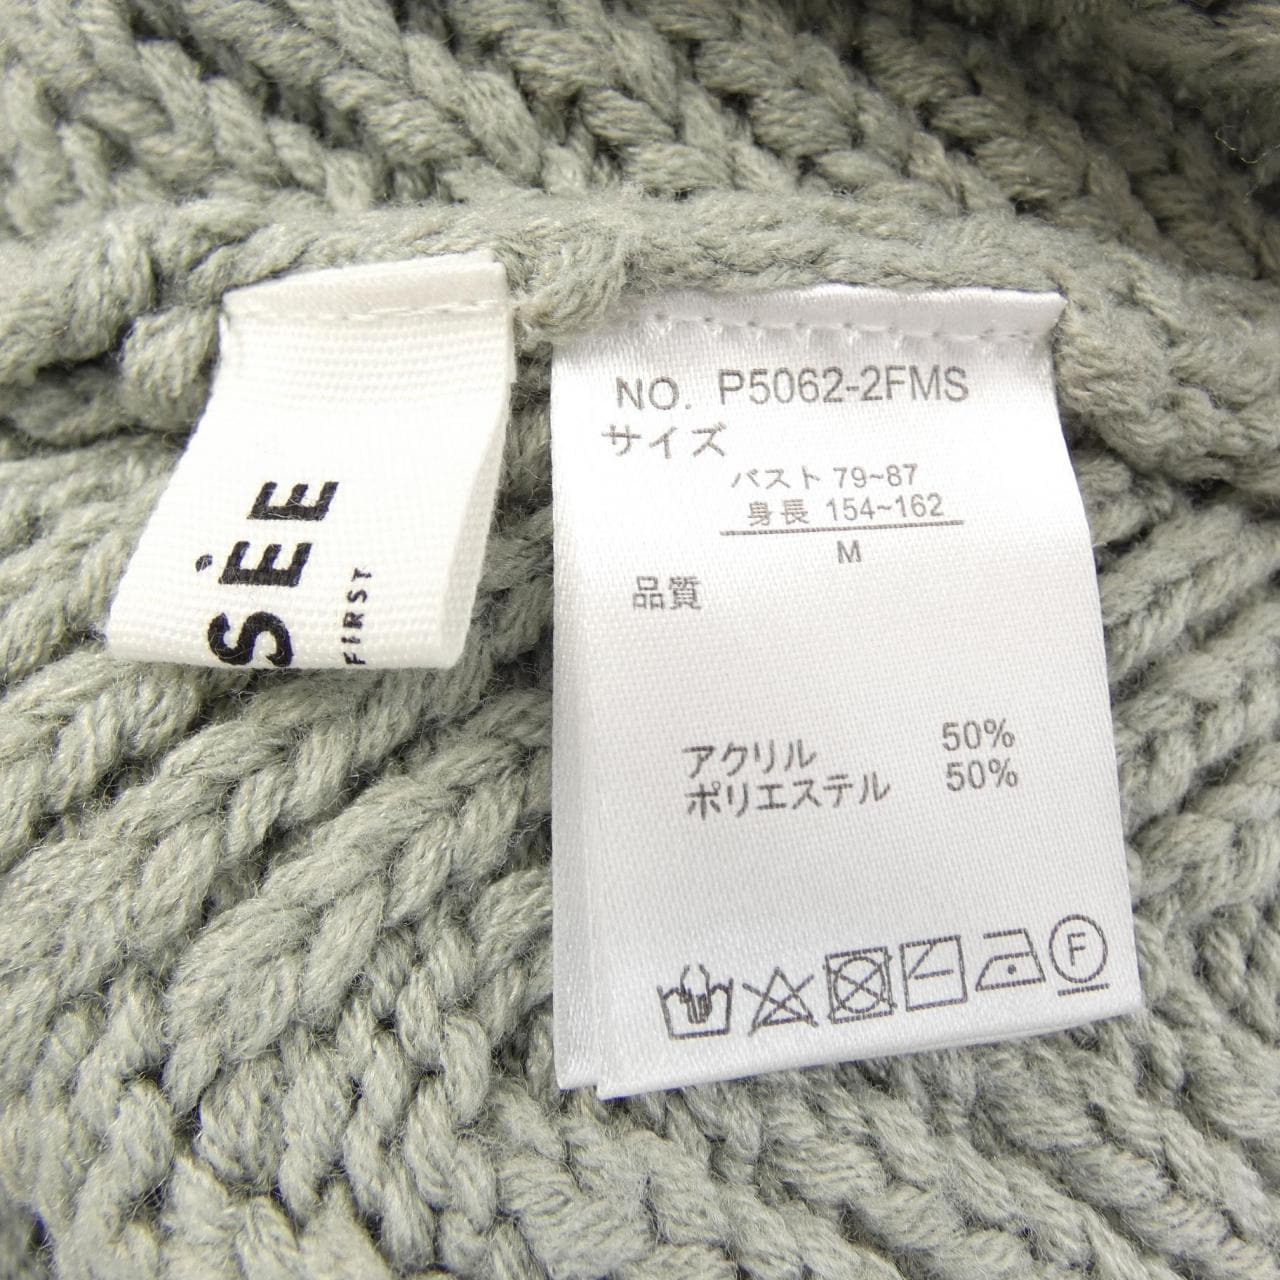 SĖE
FIRST
NO. P5062-2FMS
サイズ
バスト 79~87
身長 154~162
M
品質
アクリル 50%
ポリエステル 50%
F